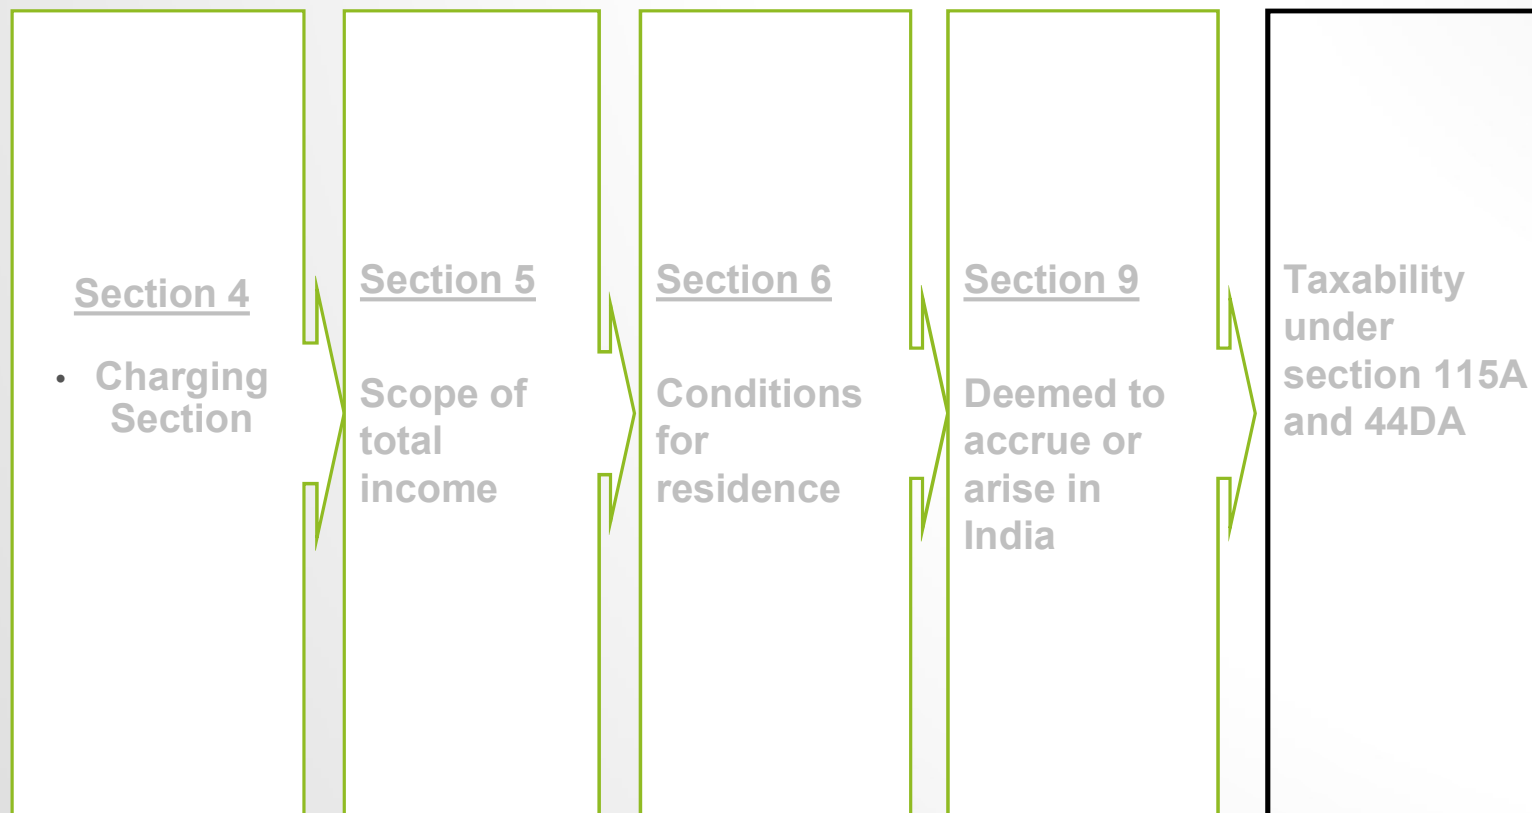 Section 4
• Charging
Section
Section 5
Scope of
total
income
Section 6
Conditions
for
residence
Section 9
Deemed to
accrue or
arise in
India
Taxability
under
section 115A
and 44DA